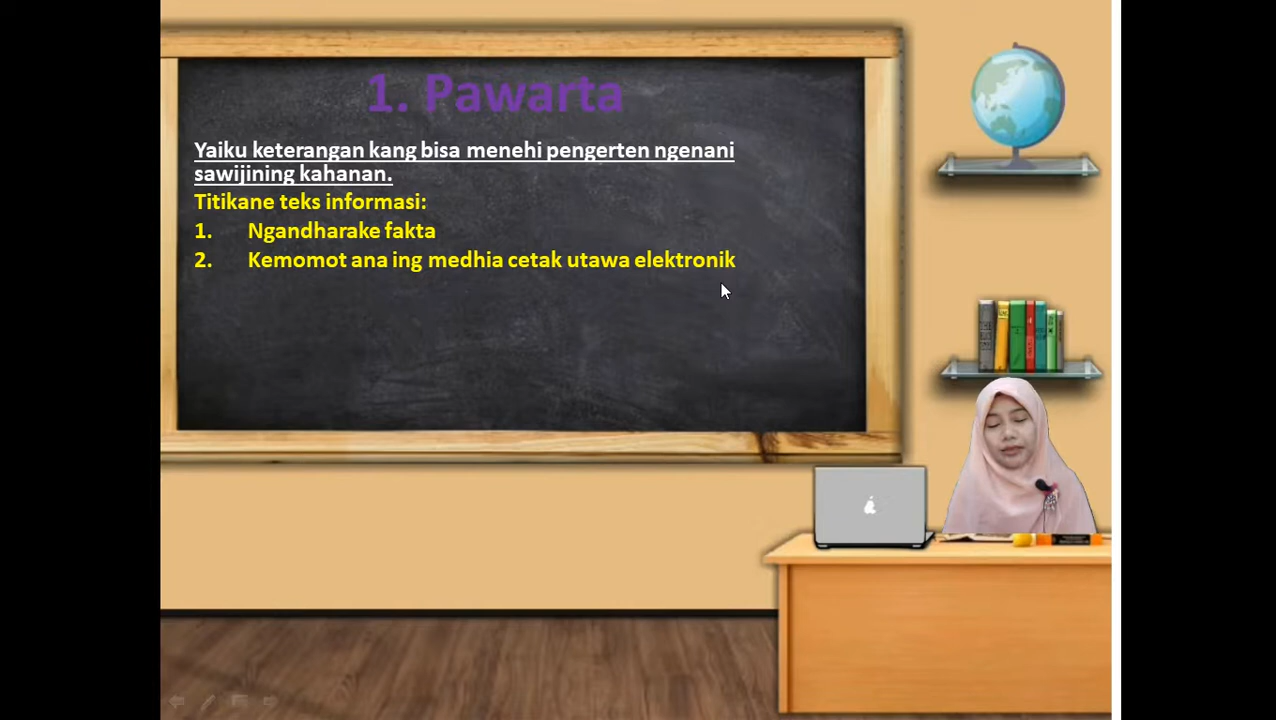 1. Pawarta
Yaiku keterangan kang bisa menehi pengerten ngenani
sawijining kahanan.
Titikane teks informasi:
1. Ngandharake fakta
2. Kemomot ana ing medhia cetak utawa elektronik